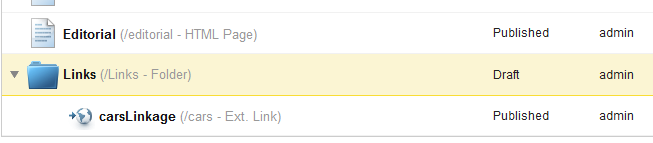 Editorial (/editorial - HTML Page) Published admin
Links (/Links - Folder) Draft admin
carsLinkage (/cars - Ext. Link) Published admin